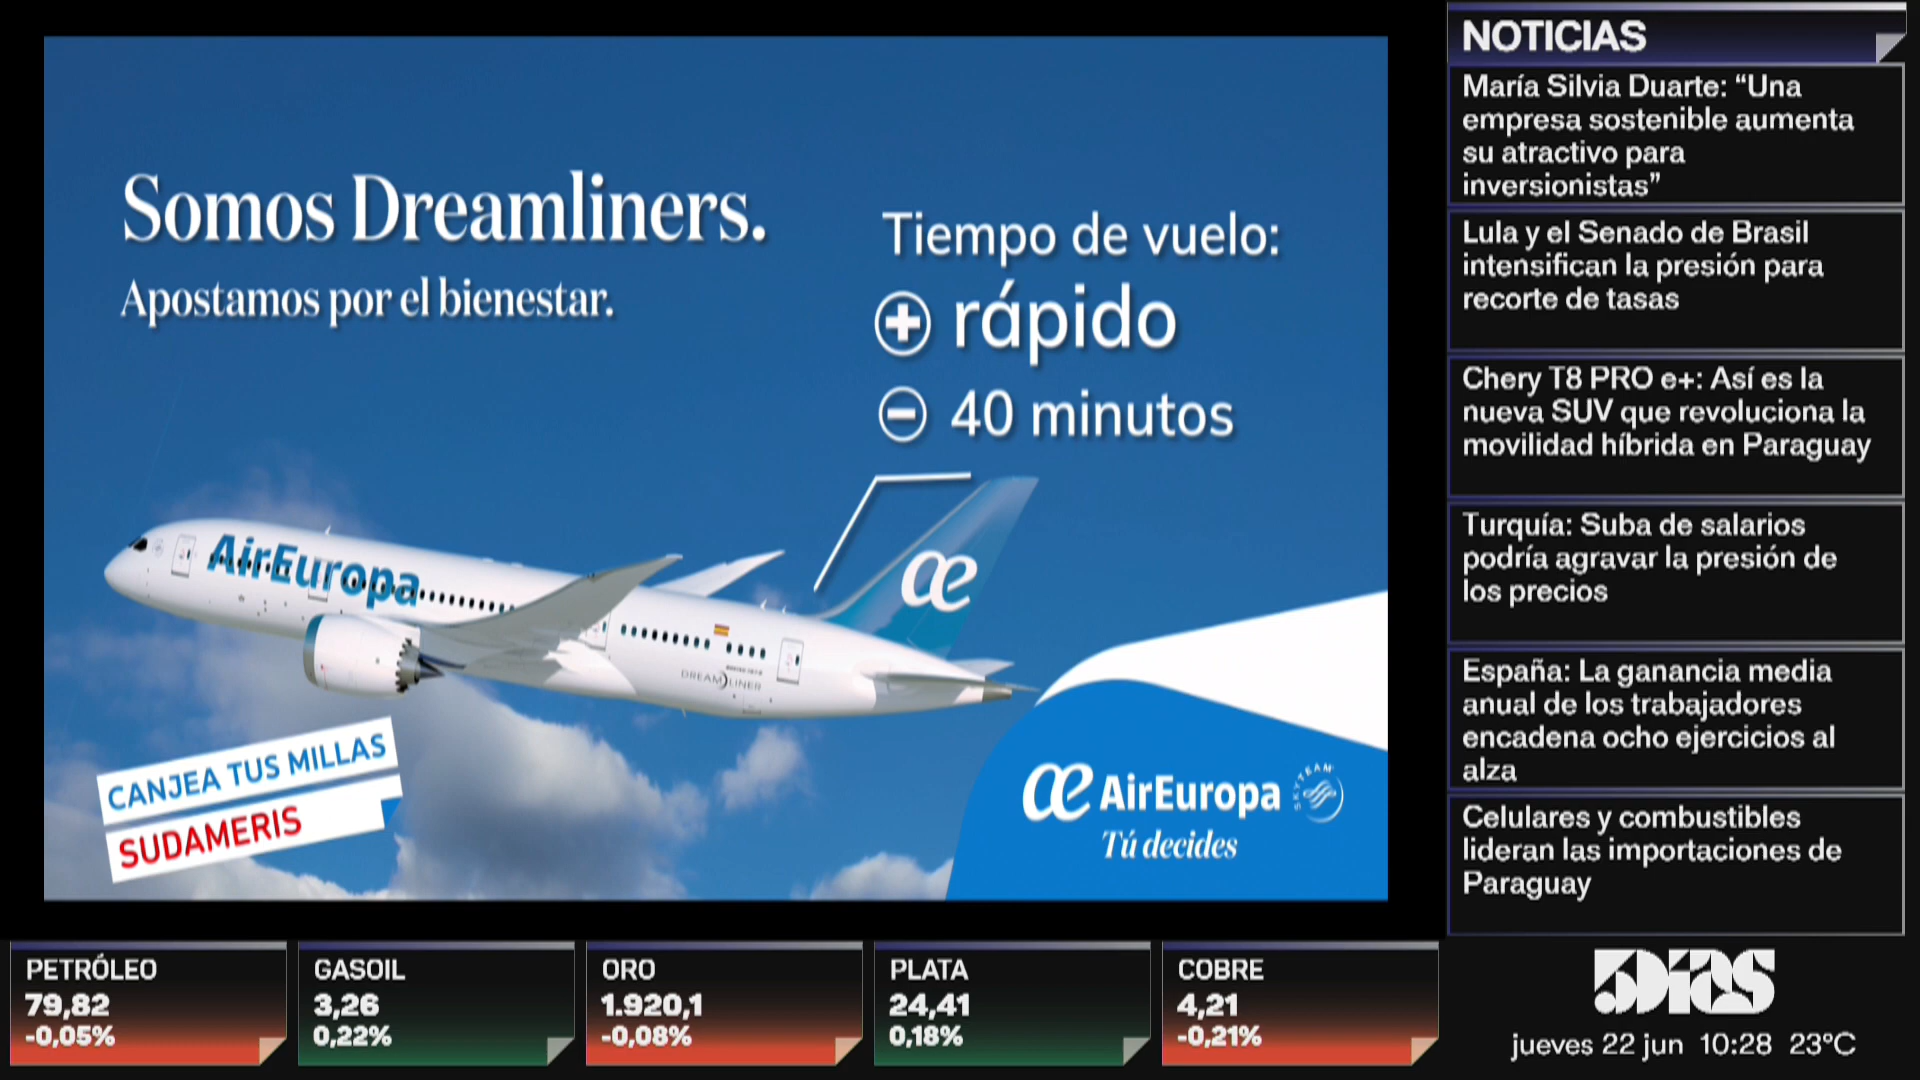 Somos Dreamliners.
Apostamos por el bienestar.
Tiempo de vuelo:
+ rápido
− 40 minutos
AirEuropa
æ
DREAMLINER
CANJEA TUS MILLAS
SUDAMERIS
æ AirEuropa
SKYTEAM
Tú decides
NOTICIAS
María Silvia Duarte: “Una
empresa sostenible aumenta
su atractivo para
inversionistas”
Lula y el Senado de Brasil
intensifican la presión para
recorte de tasas
Chery T8 PRO e+: Así es la
nueva SUV que revoluciona la
movilidad híbrida en Paraguay
Turquía: Suba de salarios
podría agravar la presión de
los precios
España: La ganancia media
anual de los trabajadores
encadena ocho ejercicios al
alza
Celulares y combustibles
lideran las importaciones de
Paraguay
PETRÓLEO
79,82
-0,05%
GASOIL
3,26
0,22%
ORO
1.920,1
-0,08%
PLATA
24,41
0,18%
COBRE
4,21
-0,21%
5Días
jueves 22 jun 10:28 23°C